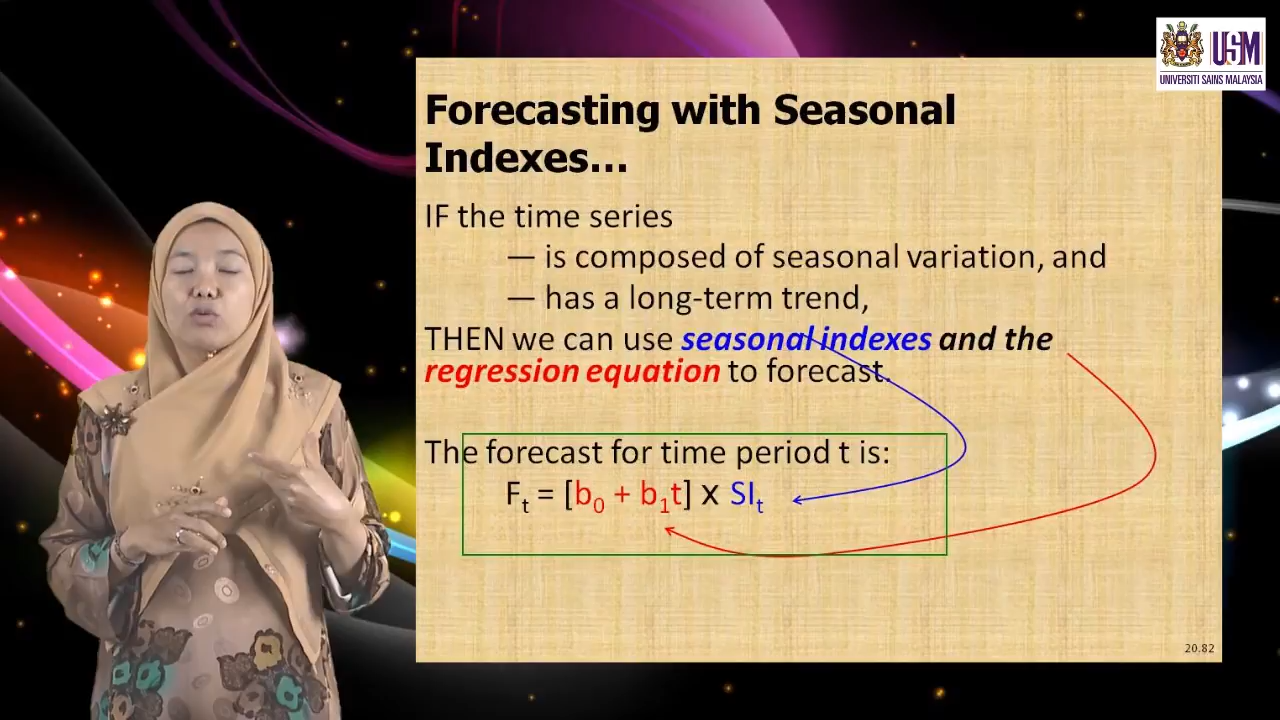 USM
UNIVERSITI SAINS MALAYSIA
Forecasting with Seasonal
Indexes…
IF the time series
— is composed of seasonal variation, and
— has a long-term trend,
THEN we can use seasonal indexes and the
regression equation to forecast.
The forecast for time period t is:
Fₜ = [b₀ + b₁t] x SIₜ
20.82